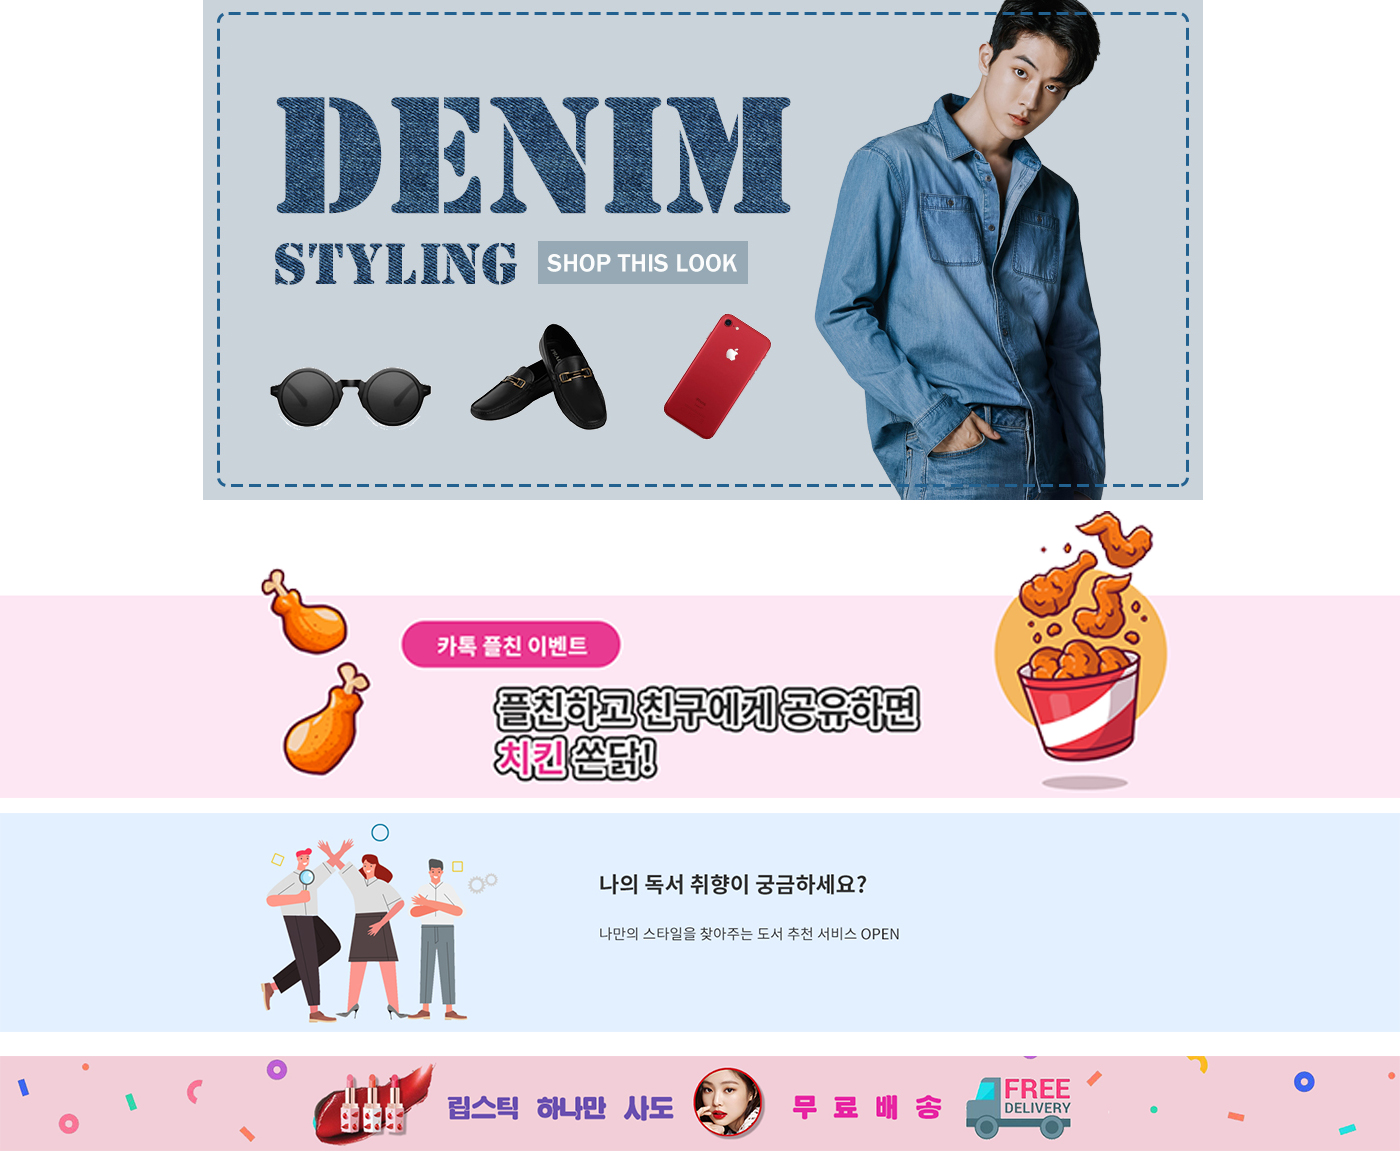 DENIM
STYLING
SHOP THIS LOOK
카톡 플친 이벤트
플친하고 친구에게 공유하면
치킨 쏜닭!
나의 독서 취향이 궁금하세요?
나만의 스타일을 찾아주는 도서 추천 서비스 OPEN
립스틱 하나만 사도 무료배송
FREE
DELIVERY